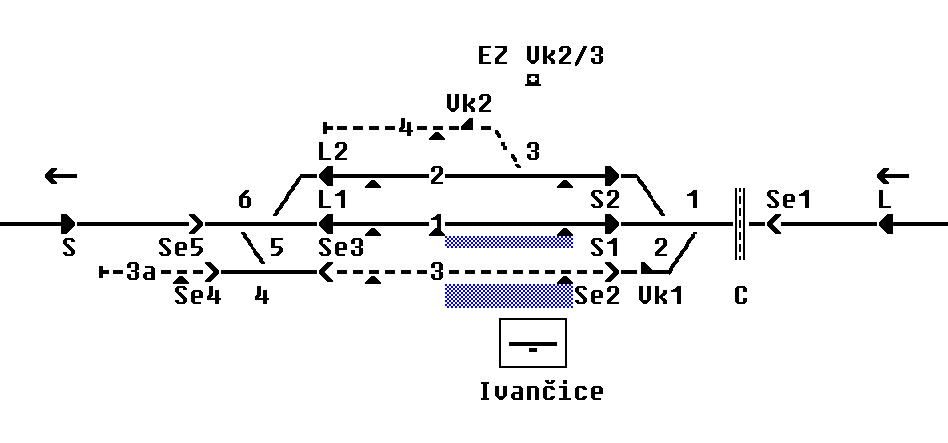 EZ Vk2/3
Vk2
4
L2 3
2
6 L1 S2 1 Se1 L
1
S Se5 5 Se3 S1 2
3a 3
Se4 4 Se2 Vk1 C
Ivančice